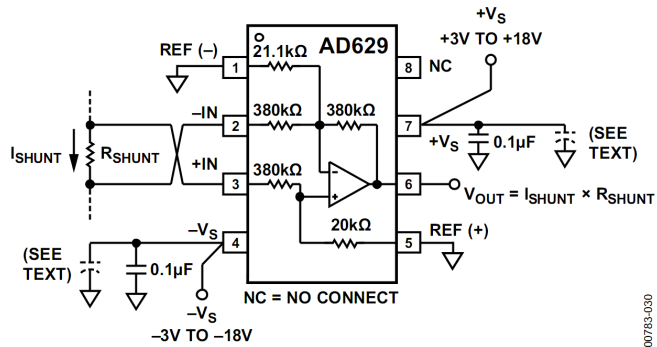 +VS
+3V TO +18V
REF (–)
21.1kΩ
AD629
1
8
NC
–IN
380kΩ
380kΩ
2
7
+VS
0.1µF
(SEE
TEXT)
ISHUNT
RSHUNT
+IN
380kΩ
3
–
+
6
VOUT = ISHUNT × RSHUNT
–VS
4
20kΩ
5
REF (+)
(SEE
TEXT)
0.1µF
NC = NO CONNECT
–VS
–3V TO –18V
00783-030